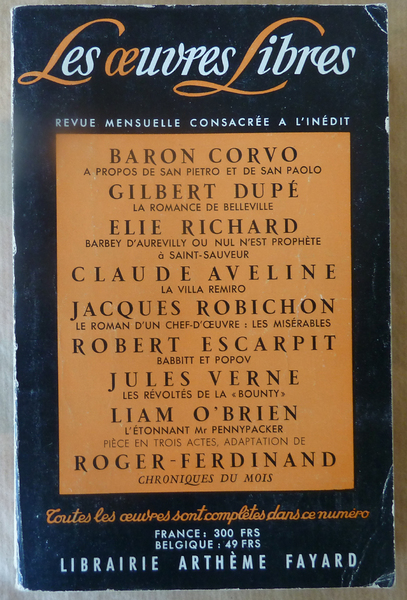 Les œuvres Libres
REVUE MENSUELLE CONSACRÉE A L'INÉDIT
BARON CORVO
A PROPOS DE SAN PIETRO ET DE SAN PAOLO
GILBERT DUPÉ
LA ROMANCE DE BELLEVILLE
ELIE RICHARD
BARBEY D'AUREVILLY OU NUL N'EST PROPHÈTE
à SAINT-SAUVEUR
CLAUDE AVELINE
LA VILLA REMIRO
JACQUES ROBICHON
LE ROMAN D'UN CHEF-D'ŒUVRE : LES MISÉRABLES
ROBERT ESCARPIT
BABBITT ET POPOV
JULES VERNE
LES RÉVOLTÉS DE LA «BOUNTY»
LIAM O'BRIEN
L'ÉTONNANT Mr PENNYPACKER
PIÈCE EN TROIS ACTES, ADAPTATION DE
ROGER-FERDINAND
CHRONIQUES DU MOIS
Toutes les œuvres sont complètes dans ce numéro
FRANCE : 300 FRS
BELGIQUE : 49 FRS
LIBRAIRIE ARTHÈME FAYARD